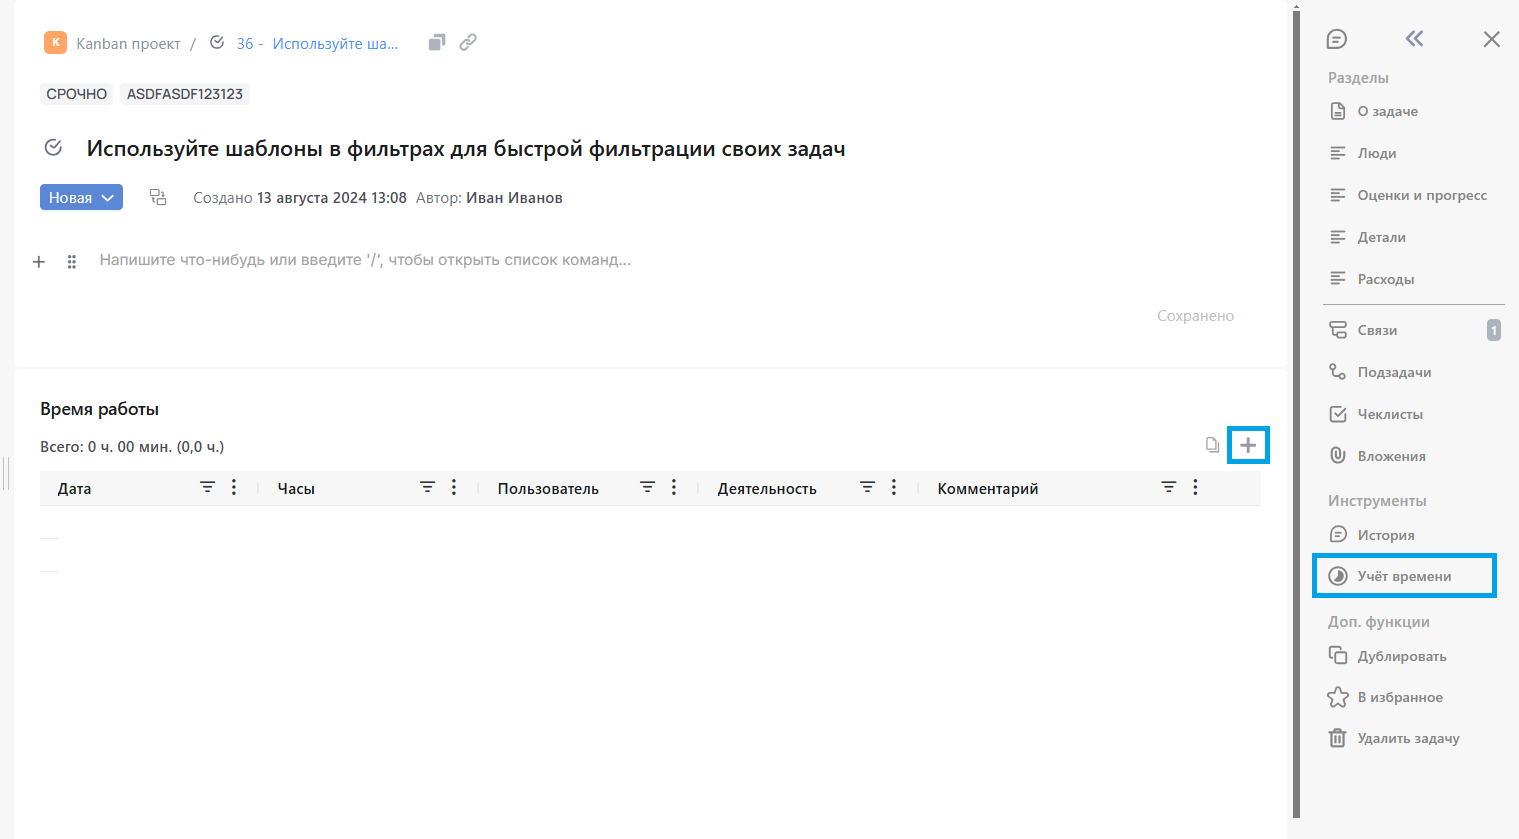 K Kanban проект / 36 - Используйте ша...
СРОЧНО ASDFASDF123123
Используйте шаблоны в фильтрах для быстрой фильтрации своих задач
Новая Создано 13 августа 2024 13:08 Автор: Иван Иванов
Напишите что-нибудь или введите '/', чтобы открыть список команд...
Сохранено
Время работы
Всего: 0 ч. 00 мин. (0,0 ч.)
Дата Часы Пользователь Деятельность Комментарий
Разделы
О задаче
Люди
Оценки и прогресс
Детали
Расходы
Связи 1
Подзадачи
Чеклисты
Вложения
Инструменты
История
Учёт времени
Доп. функции
Дублировать
В избранное
Удалить задачу